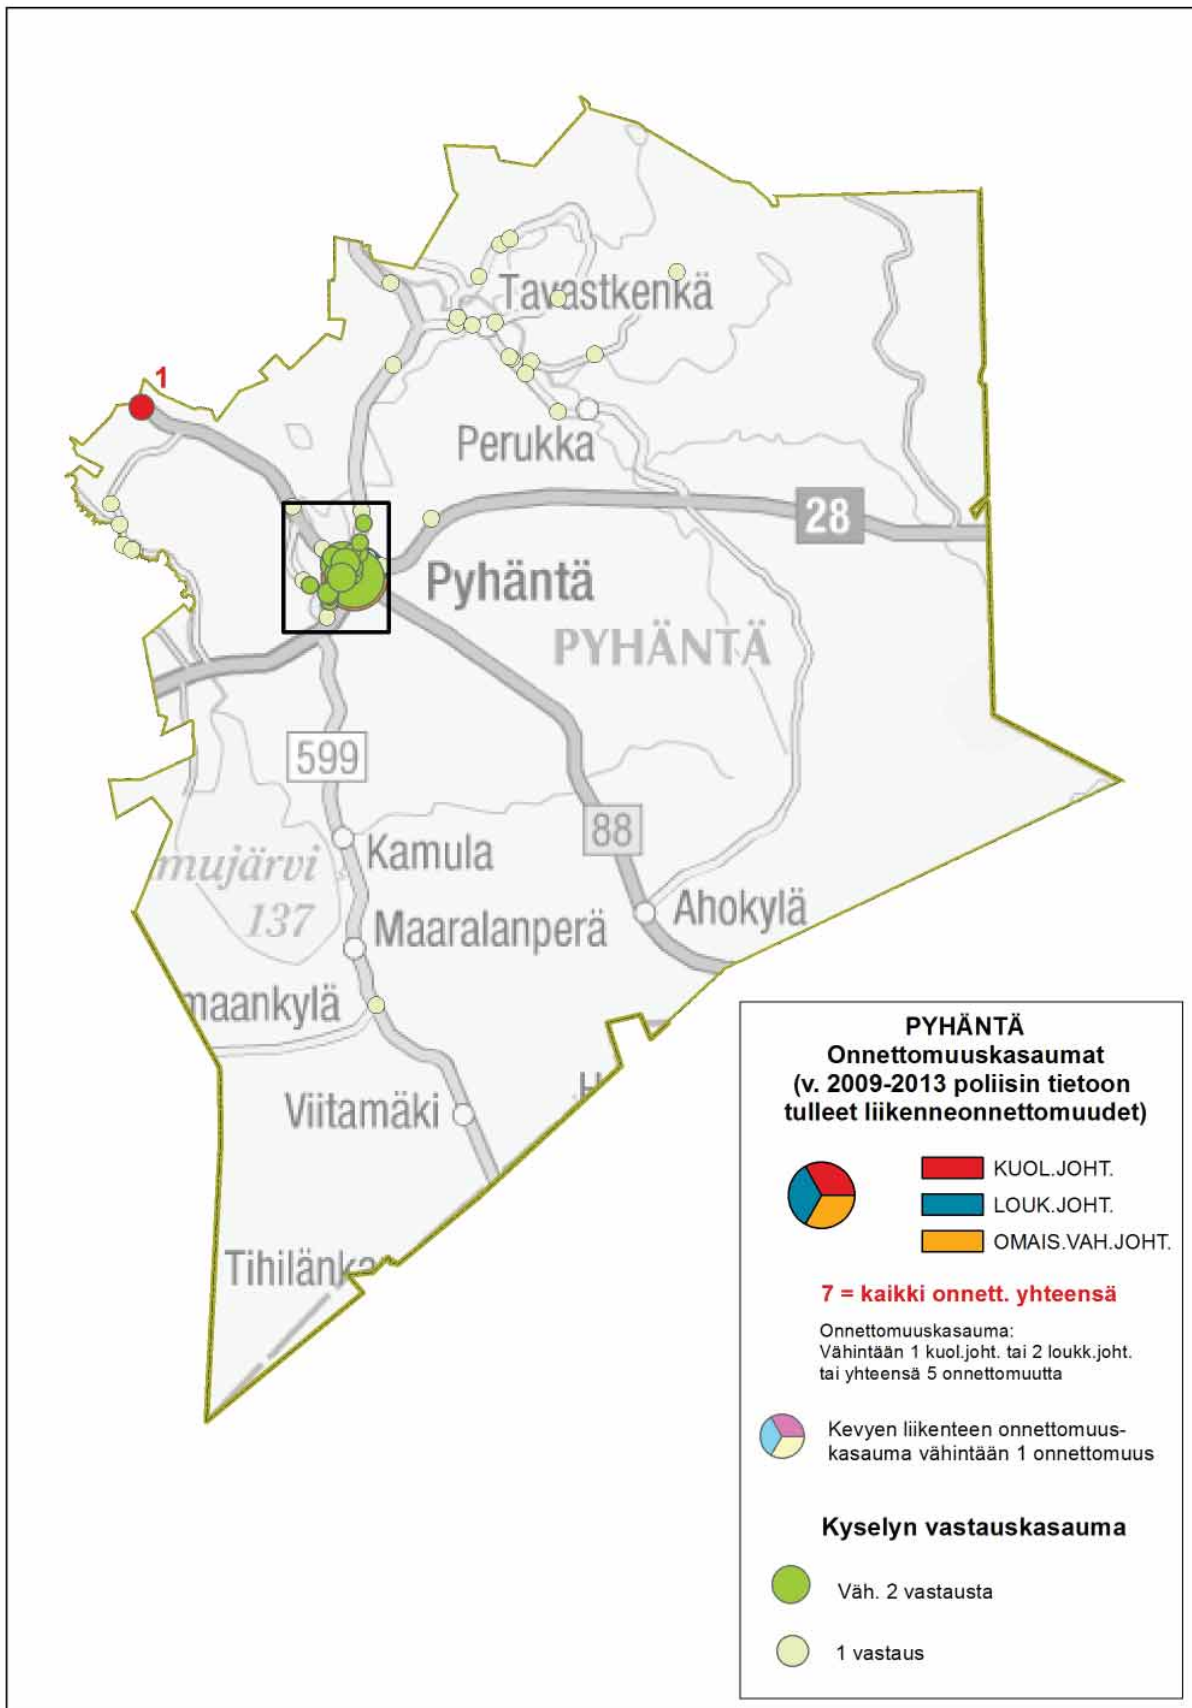 Tavastkenkä
1
Perukka
28
Pyhäntä
PYHÄNTÄ
599
88
Kamula
mujärvi
137
Ahokylä
Maaralanperä
maankylä
Viitamäki
H
Tihilänka
PYHÄNTÄ
Onnettomuuskasaumat
(v. 2009-2013 poliisin tietoon
tulleet liikenneonnettomuudet)
KUOL.JOHT.
LOUK.JOHT.
OMAIS.VAH.JOHT.
7 = kaikki onnett. yhteensä
Onnettomuuskasauma:
Vähintään 1 kuol.joht. tai 2 loukk.joht.
tai yhteensä 5 onnettomuutta
Kevyen liikenteen onnettomuus-
kasauma vähintään 1 onnettomuus
Kyselyn vastauskasauma
Väh. 2 vastausta
1 vastaus